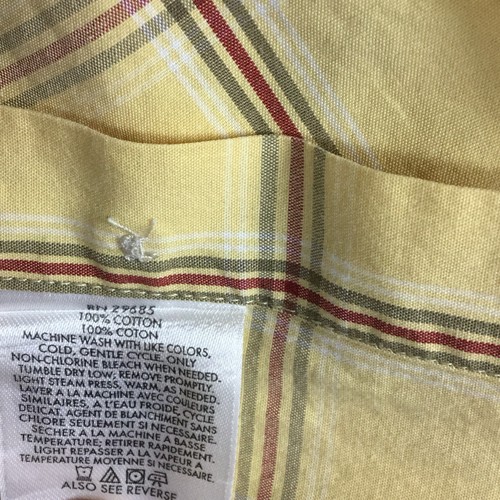 RN 29685
100% COTTON
100% COTTON
MACHINE WASH WITH LIKE COLORS,
COLD, GENTLE CYCLE. ONLY
NON-CHLORINE BLEACH WHEN NEEDED.
TUMBLE DRY LOW; REMOVE PROMPTLY.
LIGHT STEAM PRESS, WARM, AS NEEDED.
LAVER A LA MACHINE AVEC COULEURS
SIMILAIRES, A L'EAU FROIDE, CYCLE
DELICAT. AGENT DE BLANCHIMENT SANS
CHLORE SEULEMENT SI NECESSAIRE.
SECHER A LA MACHINE A BASSE
TEMPERATURE; RETIRER RAPIDEMENT.
LIGHT REPASSER A LA VAPEUR A
TEMPERATURE MOYENNE SI NECESSAIRE.
ALSO SEE REVERSE